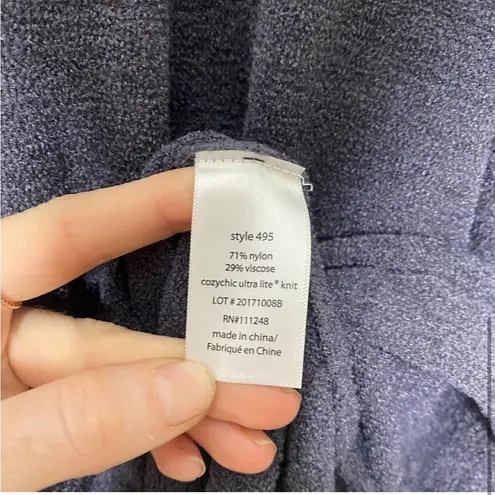 style 495
71% nylon
29% viscose
cozychic ultra lite® knit
LOT # 20171008B
RN#111248
made in china/
Fabriqué en Chine